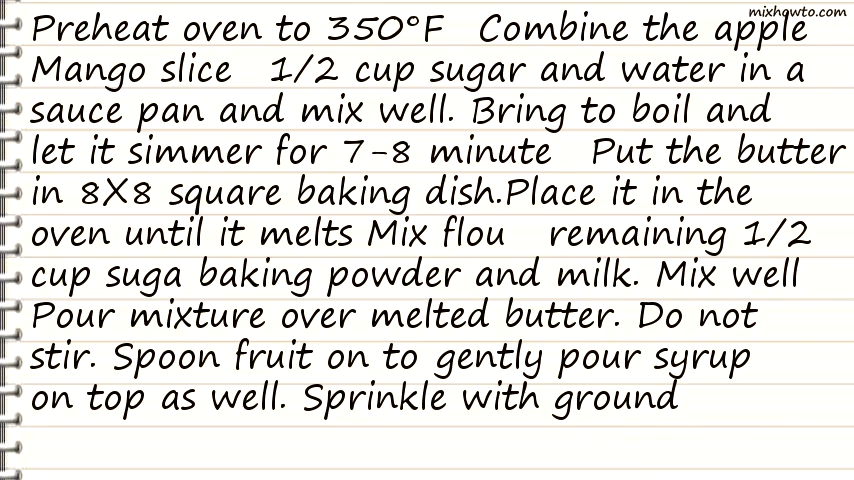 mixhowto.com
Preheat oven to 350°F   Combine the apple
Mango slice   1/2 cup sugar and water in a
sauce pan and mix well. Bring to boil and
let it simmer for 7-8 minute   Put the butter
in 8X8 square baking dish.Place it in the
oven until it melts Mix flou   remaining 1/2
cup suga baking powder and milk. Mix well
Pour mixture over melted butter. Do not
stir. Spoon fruit on to gently pour syrup
on top as well. Sprinkle with ground